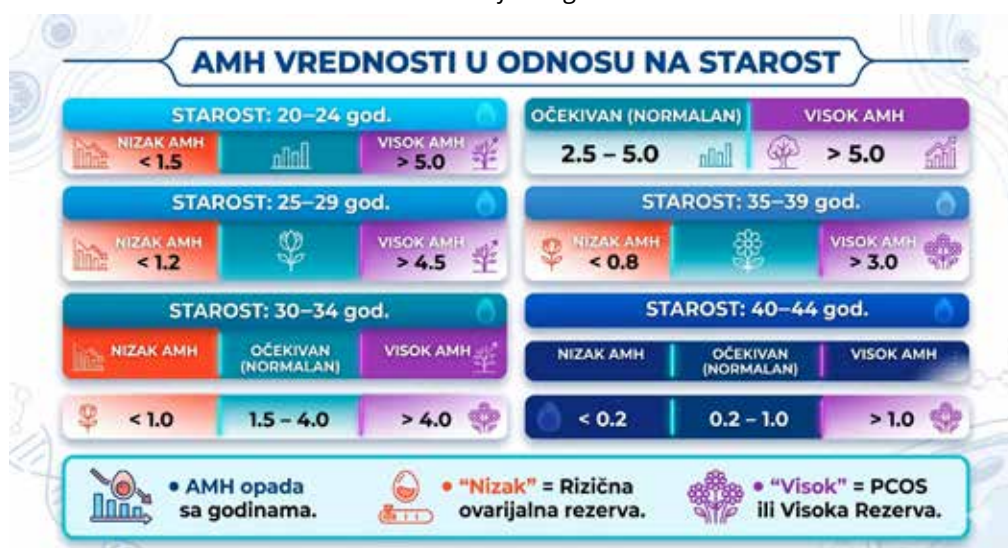 AMH VREDNOSTI U ODNOSU NA STAROST
STAROST: 20–24 god.
NIZAK AMH
< 1.5
VISOK AMH
> 5.0
OČEKIVAN (NORMALAN)
VISOK AMH
2.5 – 5.0
> 5.0
STAROST: 25–29 god.
NIZAK AMH
< 1.2
VISOK AMH
> 4.5
STAROST: 35–39 god.
NIZAK AMH
< 0.8
VISOK AMH
> 3.0
STAROST: 30–34 god.
NIZAK AMH
OČEKIVAN
(NORMALAN)
VISOK AMH
< 1.0
1.5 – 4.0
> 4.0
STAROST: 40–44 god.
NIZAK AMH
OČEKIVAN
(NORMALAN)
VISOK AMH
< 0.2
0.2 – 1.0
> 1.0
• AMH opada
sa godinama.
• "Nizak" = Rizična
ovarijalna rezerva.
• "Visok" = PCOS
ili Visoka Rezerva.